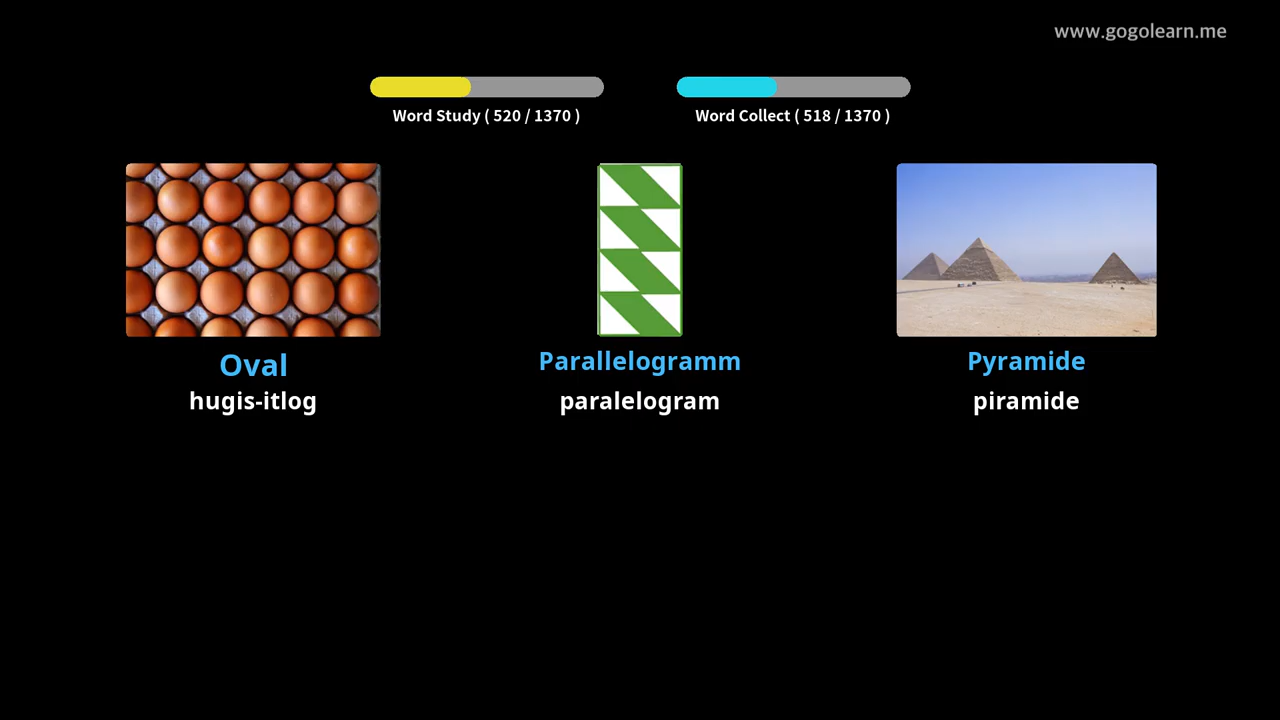 www.gogolearn.me
Word Study ( 520 / 1370 )
Word Collect ( 518 / 1370 )
Oval
hugis-itlog
Parallelogramm
paralelogram
Pyramide
piramide